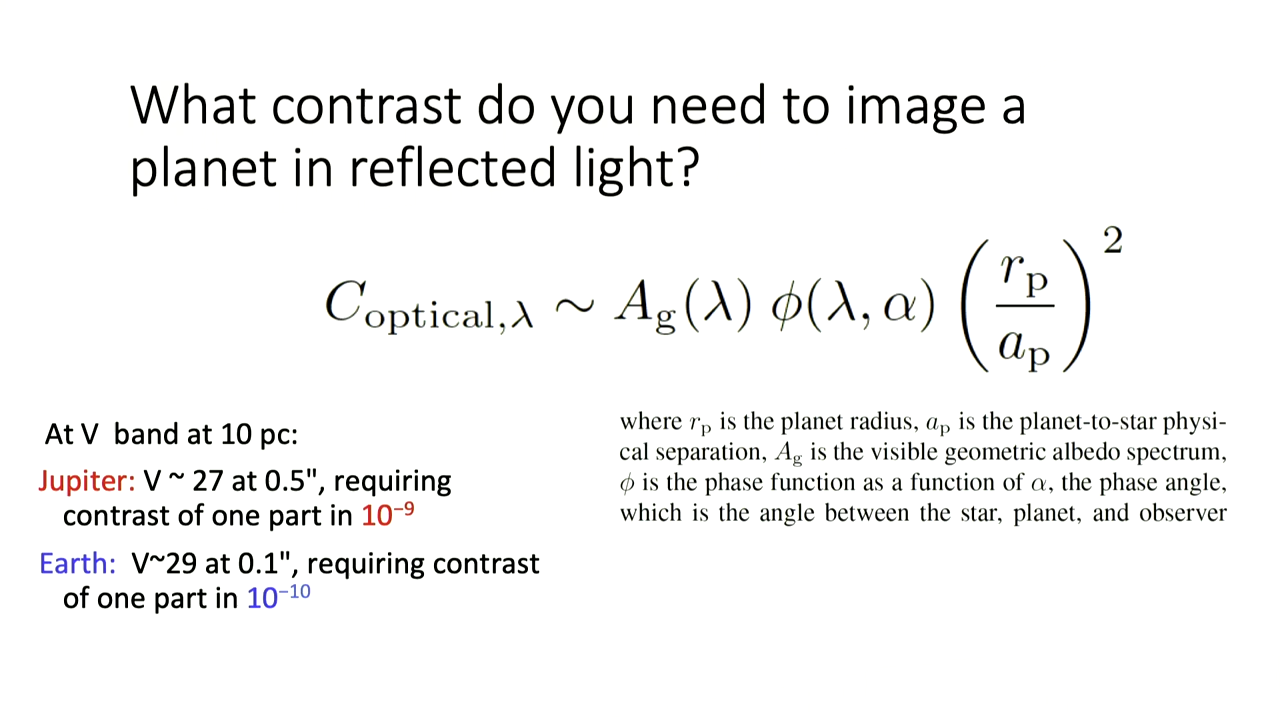 What contrast do you need to image a
planet in reflected light?
C_optical,λ ~ A_g(λ) ϕ(λ, α) (r_p / a_p)^2
At V band at 10 pc:
Jupiter: V ~ 27 at 0.5", requiring
contrast of one part in 10⁻⁹
Earth: V~29 at 0.1", requiring contrast
of one part in 10⁻¹⁰
where r_p is the planet radius, a_p is the planet-to-star physi-
cal separation, A_g is the visible geometric albedo spectrum,
ϕ is the phase function as a function of α, the phase angle,
which is the angle between the star, planet, and observer